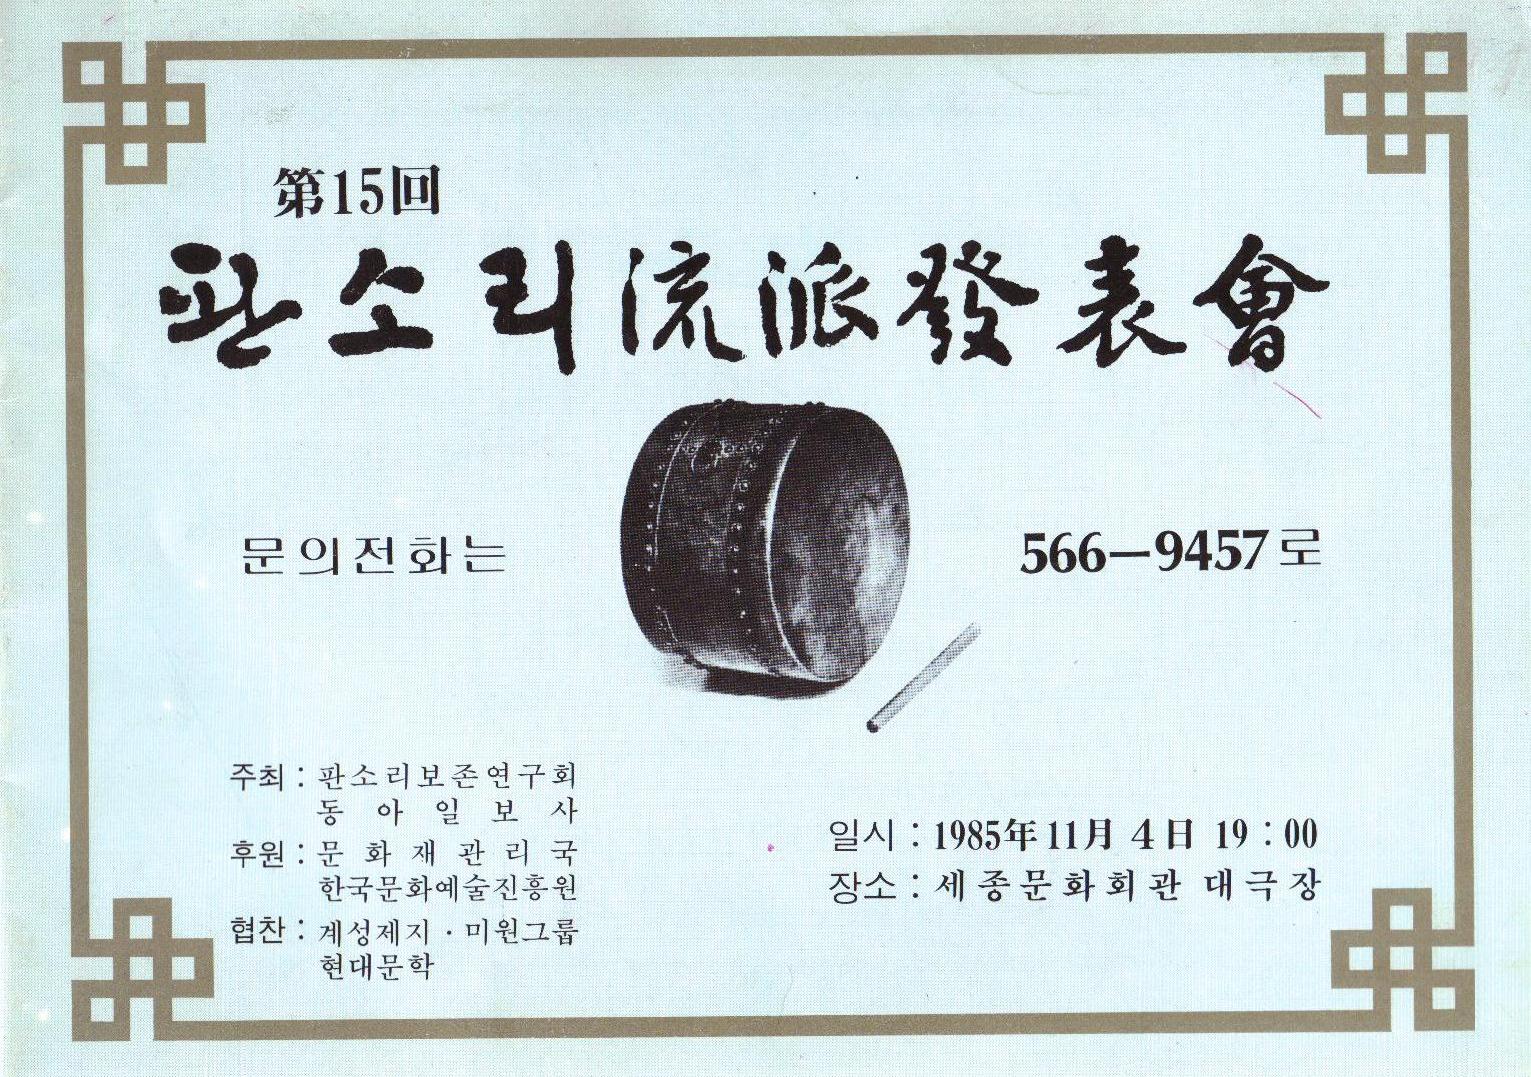 第15回
판소리流派發表會
문의전화는 566-9457로
주최 : 판소리보존연구회
동아일보사
후원 : 문화재관리국
한국문화예술진흥원
협찬 : 계성제지 · 미원그룹
현대문학
일시 : 1985年 11月 4日 19 : 00
장소 : 세종문화회관 대극장